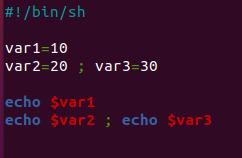 #!/bin/sh
var1=10
var2=20 ; var3=30
echo $var1
echo $var2 ; echo $var3